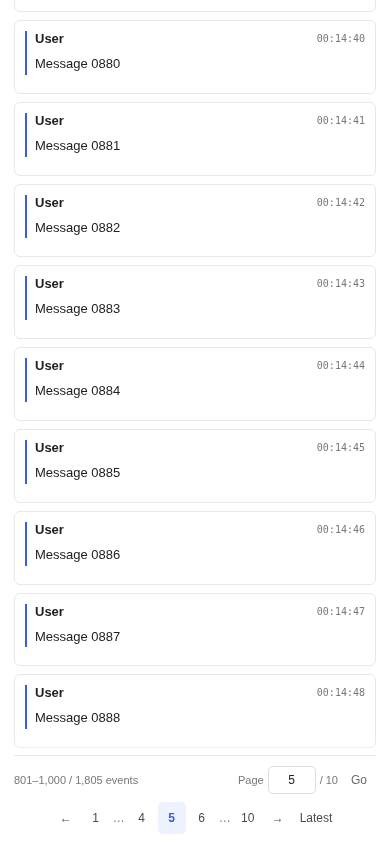 User 00:14:40
Message 0880
User 00:14:41
Message 0881
User 00:14:42
Message 0882
User 00:14:43
Message 0883
User 00:14:44
Message 0884
User 00:14:45
Message 0885
User 00:14:46
Message 0886
User 00:14:47
Message 0887
User 00:14:48
Message 0888
801–1,000 / 1,805 events Page 5 / 10 Go
← 1 … 4 5 6 … 10 → Latest